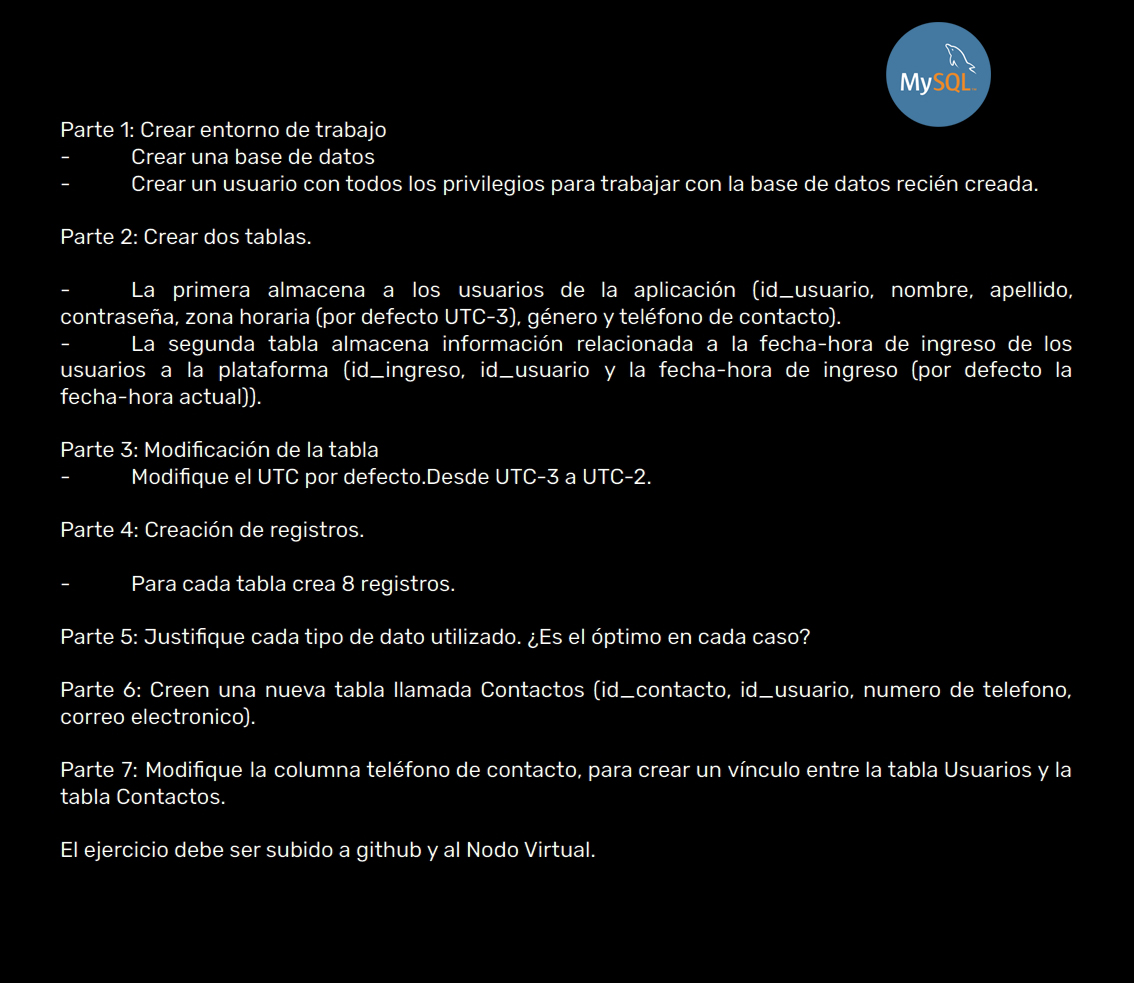 MySQL
Parte 1: Crear entorno de trabajo
- Crear una base de datos
- Crear un usuario con todos los privilegios para trabajar con la base de datos recién creada.
Parte 2: Crear dos tablas.
- La primera almacena a los usuarios de la aplicación (id_usuario, nombre, apellido,
contraseña, zona horaria (por defecto UTC-3), género y teléfono de contacto).
- La segunda tabla almacena información relacionada a la fecha-hora de ingreso de los
usuarios a la plataforma (id_ingreso, id_usuario y la fecha-hora de ingreso (por defecto la
fecha-hora actual)).
Parte 3: Modificación de la tabla
- Modifique el UTC por defecto.Desde UTC-3 a UTC-2.
Parte 4: Creación de registros.
- Para cada tabla crea 8 registros.
Parte 5: Justifique cada tipo de dato utilizado. ¿Es el óptimo en cada caso?
Parte 6: Creen una nueva tabla llamada Contactos (id_contacto, id_usuario, numero de telefono,
correo electronico).
Parte 7: Modifique la columna teléfono de contacto, para crear un vínculo entre la tabla Usuarios y la
tabla Contactos.
El ejercicio debe ser subido a github y al Nodo Virtual.